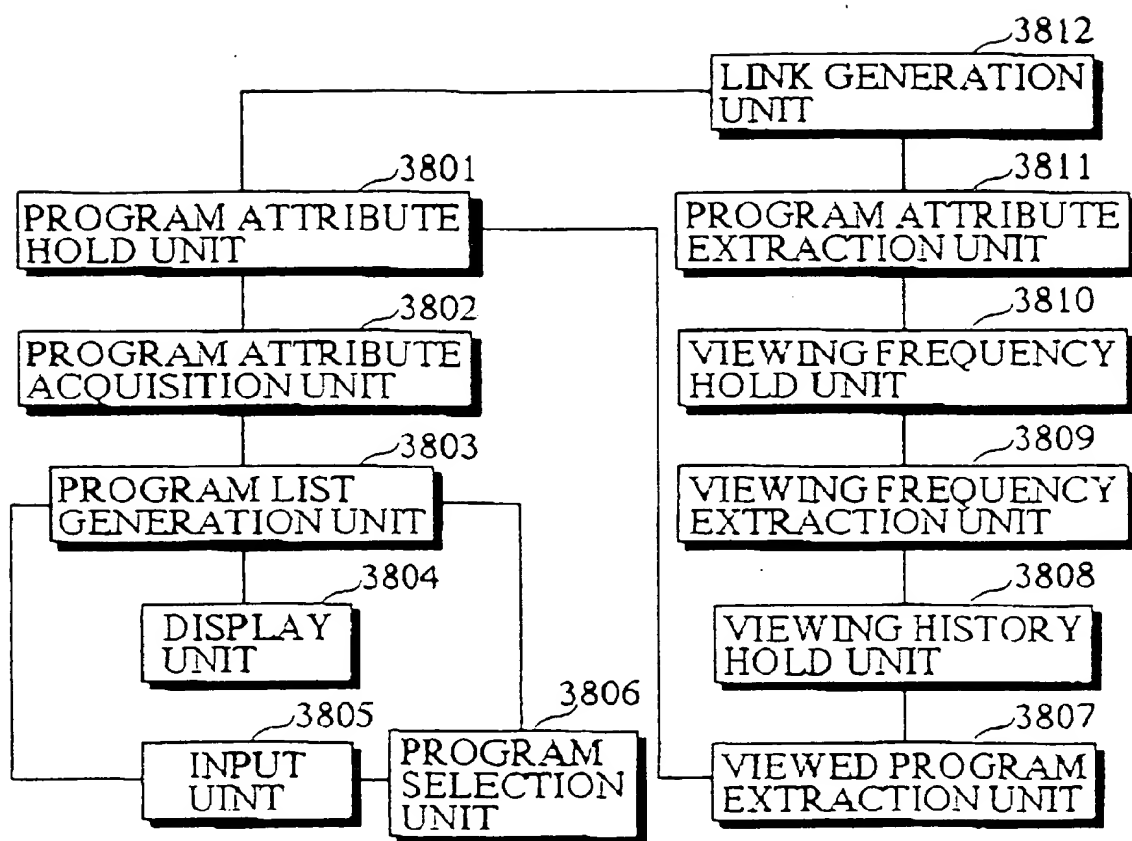 3812
LINK GENERATION
UNIT
3801
PROGRAM ATTRIBUTE
HOLD UNIT
3811
PROGRAM ATTRIBUTE
EXTRACTION UNIT
3802
PROGRAM ATTRIBUTE
ACQUISITION UNIT
3810
VIEWING FREQUENCY
HOLD UNIT
3803
PROGRAM LIST
GENERATION UNIT
3809
VIEWING FREQUENCY
EXTRACTION UNIT
3804
DISPLAY
UNIT
3808
VIEWING HISTORY
HOLD UNIT
3805
INPUT
UINT
3806
PROGRAM
SELECTION
UNIT
3807
VIEWED PROGRAM
EXTRACTION UNIT